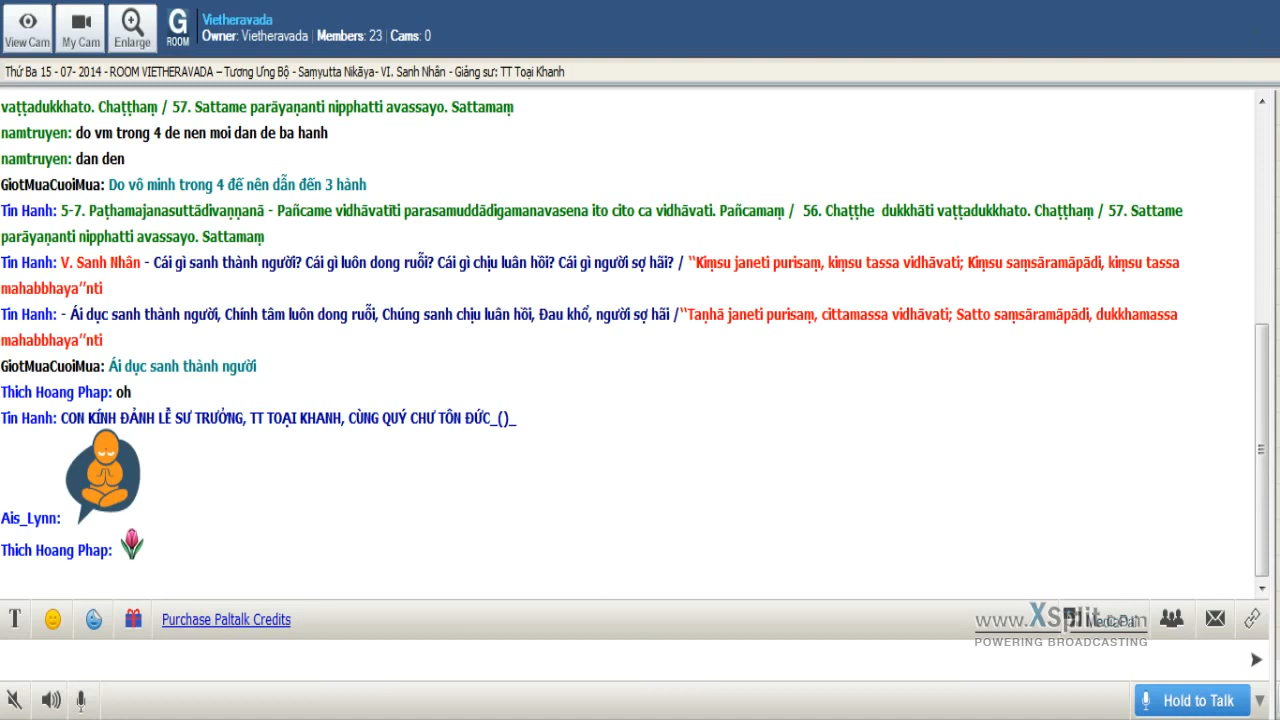 View Cam
My Cam
Enlarge
G
ROOM
Vietheravada
Owner: Vietheravada | Members: 23 | Cams: 0
Thứ Ba 15 - 07- 2014 - ROOM VIETHERAVADA – Tương Ưng Bộ - Saṃyutta Nikāya- VI. Sanh Nhân - Giảng sư: TT Toại Khanh
vaṭṭadukkhato. Chaṭṭhaṃ / 57. Sattame parāyaṇanti nipphatti avassayo. Sattamaṃ
namtruyen: do vm trong 4 de nen moi dan de ba hanh
namtruyen: dan den
GiotMuaCuoiMua: Do vô minh trong 4 đế nên dẫn đến 3 hành
Tin Hanh: 5-7. Paṭhamajanasuttādivaṇṇanā - Pañcame vidhāvatīti parasamuddādigamanavasena ito cito ca vidhāvati. Pañcamaṃ / 56. Chaṭṭhe dukkhāti vaṭṭadukkhato. Chaṭṭhaṃ / 57. Sattame
parāyaṇanti nipphatti avassayo. Sattamaṃ
Tin Hanh: V. Sanh Nhân - Cái gì sanh thành người? Cái gì luôn dong ruỗi? Cái gì chịu luân hồi? Cái gì người sợ hãi? / ‘‘Kiṃsu janeti purisaṃ, kiṃsu tassa vidhāvati; Kiṃsu saṃsāramāpādi, kiṃsu tassa
mahabbhaya’’nti
Tin Hanh: - Ái dục sanh thành người, Chính tâm luôn dong ruỗi, Chúng sanh chịu luân hồi, Đau khổ, người sợ hãi /‘‘Taṇhā janeti purisaṃ, cittamassa vidhāvati; Satto saṃsāramāpādi, dukkhamassa
mahabbhaya’’nti
GiotMuaCuoiMua: Ái dục sanh thành người
Thich Hoang Phap: oh
Tin Hanh: CON KÍNH ĐẢNH LỄ SƯ TRƯỞNG, TT TOẠI KHANH, CÙNG QUÝ CHƯ TÔN ĐỨC_()_
Ais_Lynn:
Thich Hoang Phap:
T
Purchase Paltalk Credits
www.XSplit.com
POWERING BROADCASTING
Hold to Talk